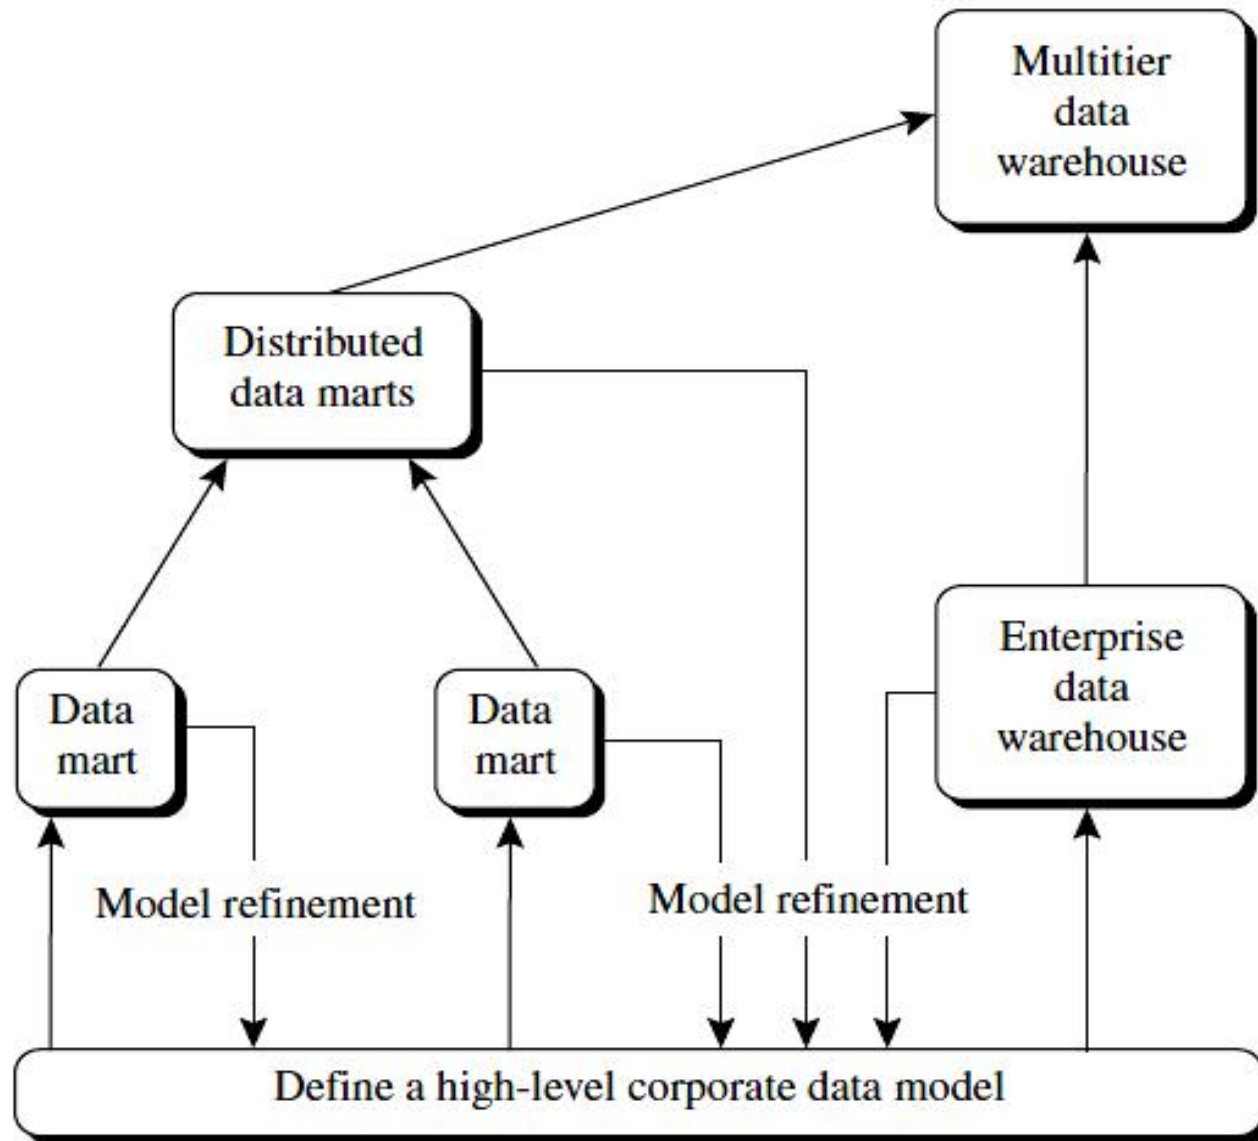 Multitier
data
warehouse
Distributed
data marts
Data
mart
Data
mart
Enterprise
data
warehouse
Model refinement
Model refinement
Define a high-level corporate data model